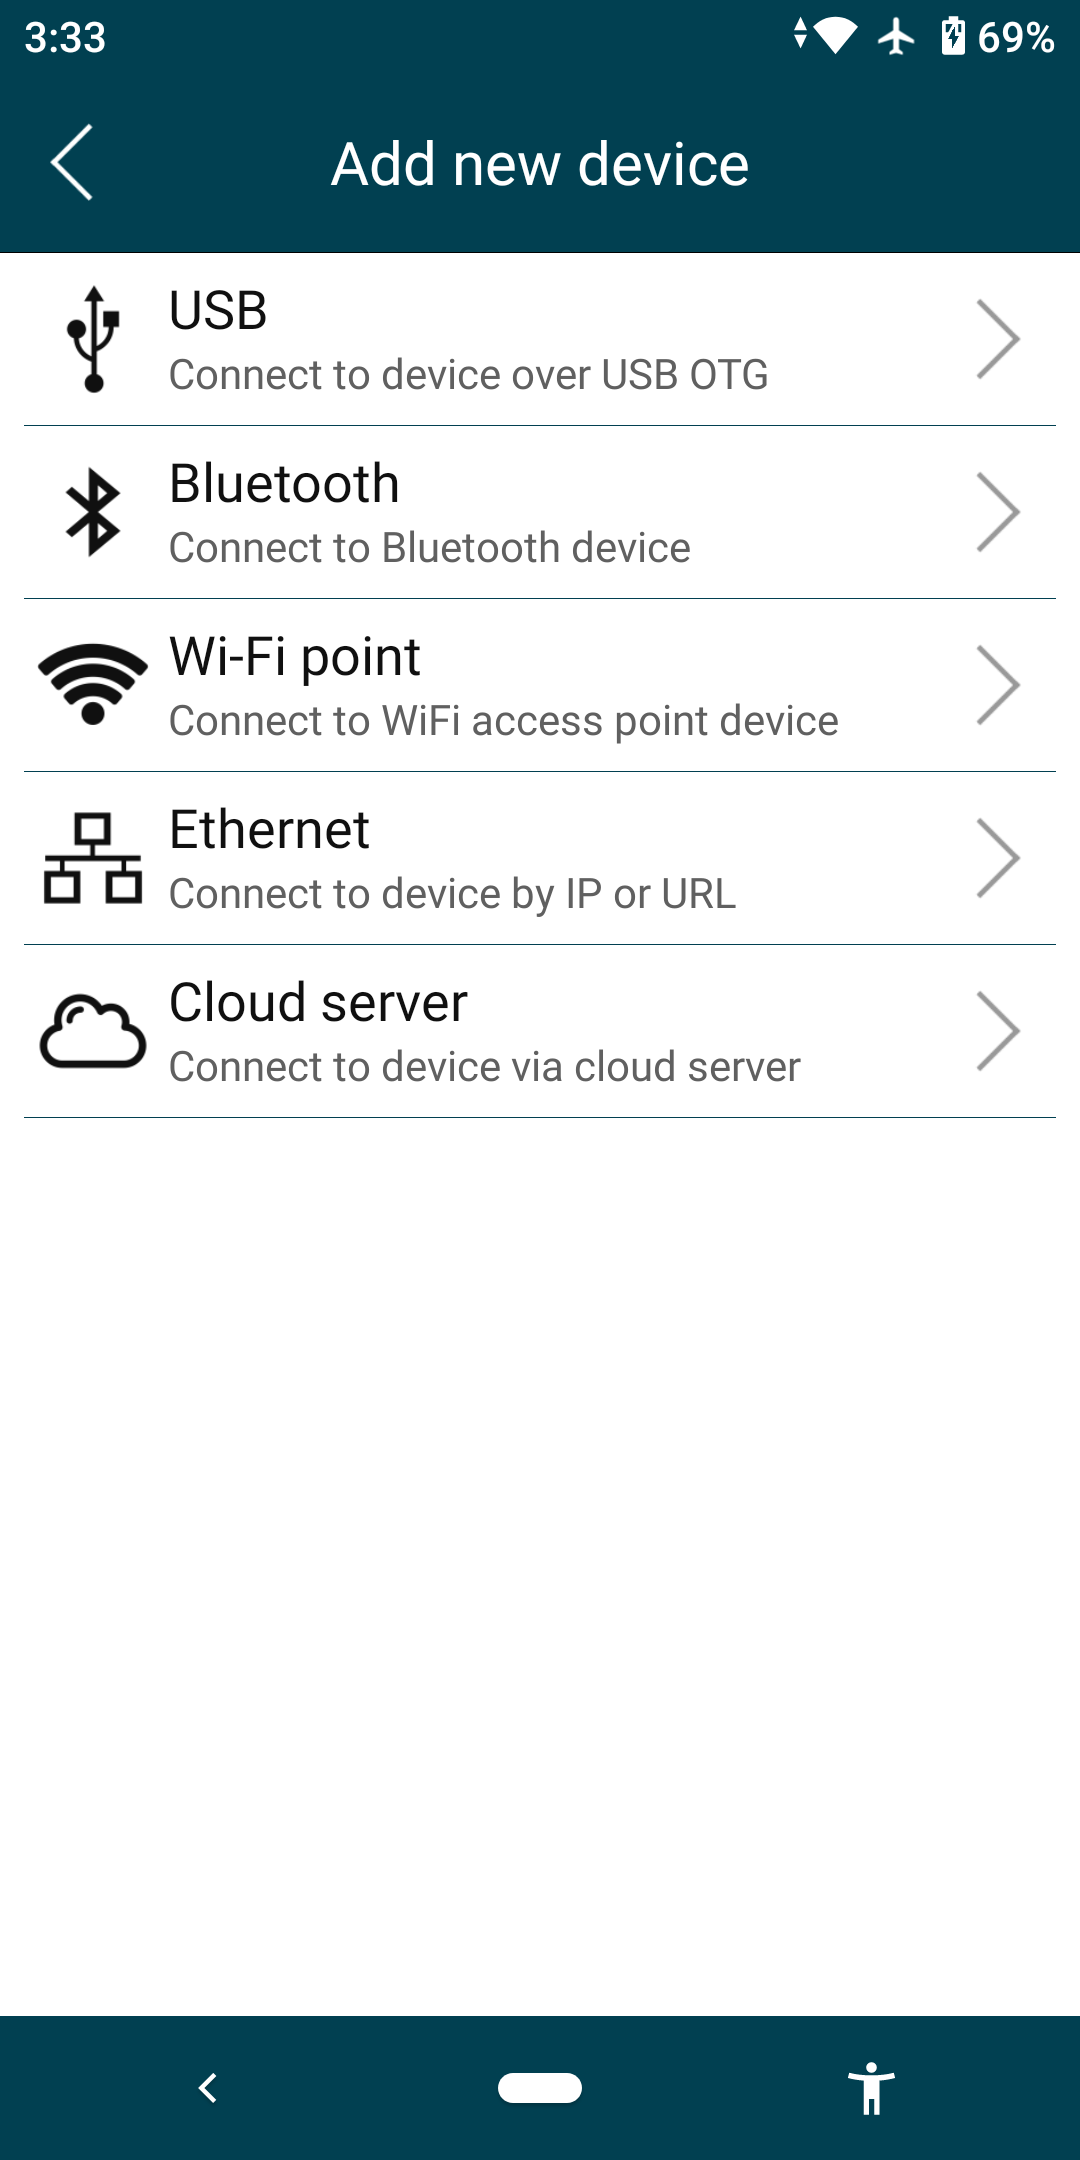 3:33
69%
Add new device
USB
Connect to device over USB OTG
Bluetooth
Connect to Bluetooth device
Wi-Fi point
Connect to WiFi access point device
Ethernet
Connect to device by IP or URL
Cloud server
Connect to device via cloud server